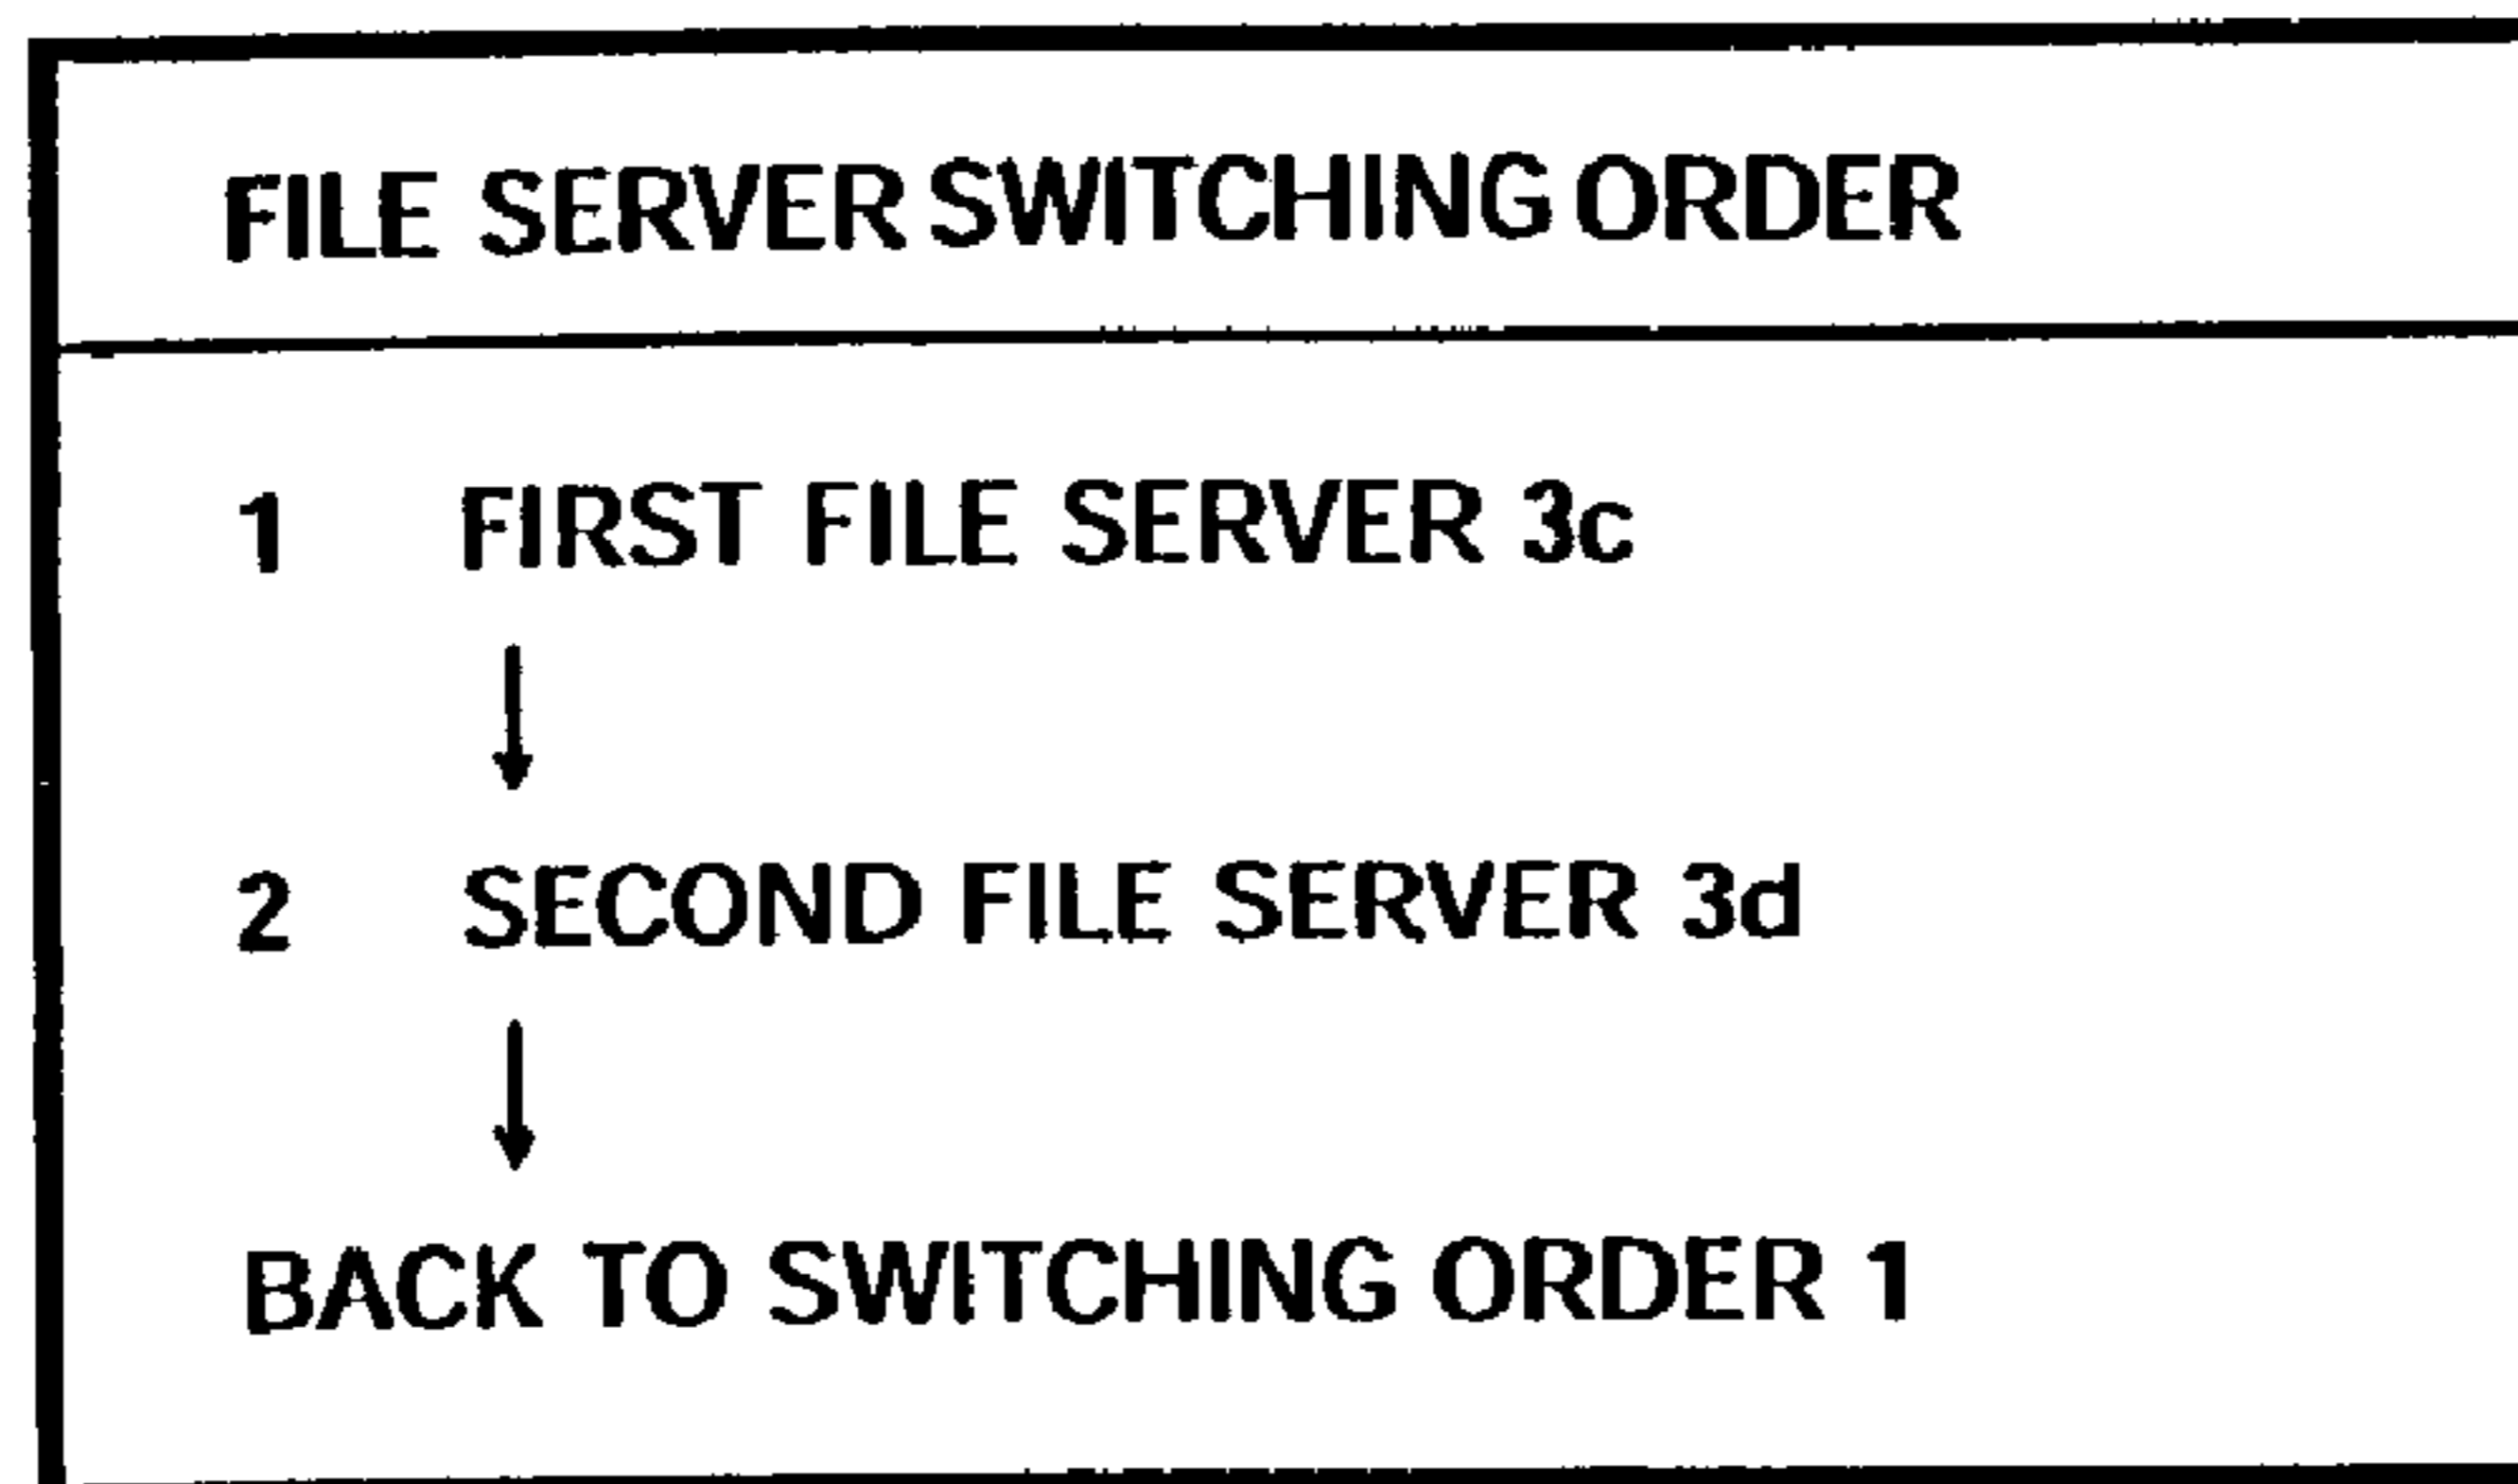 FILE SERVER SWITCHING ORDER
1 FIRST FILE SERVER 3c
2 SECOND FILE SERVER 3d
BACK TO SWITCHING ORDER 1